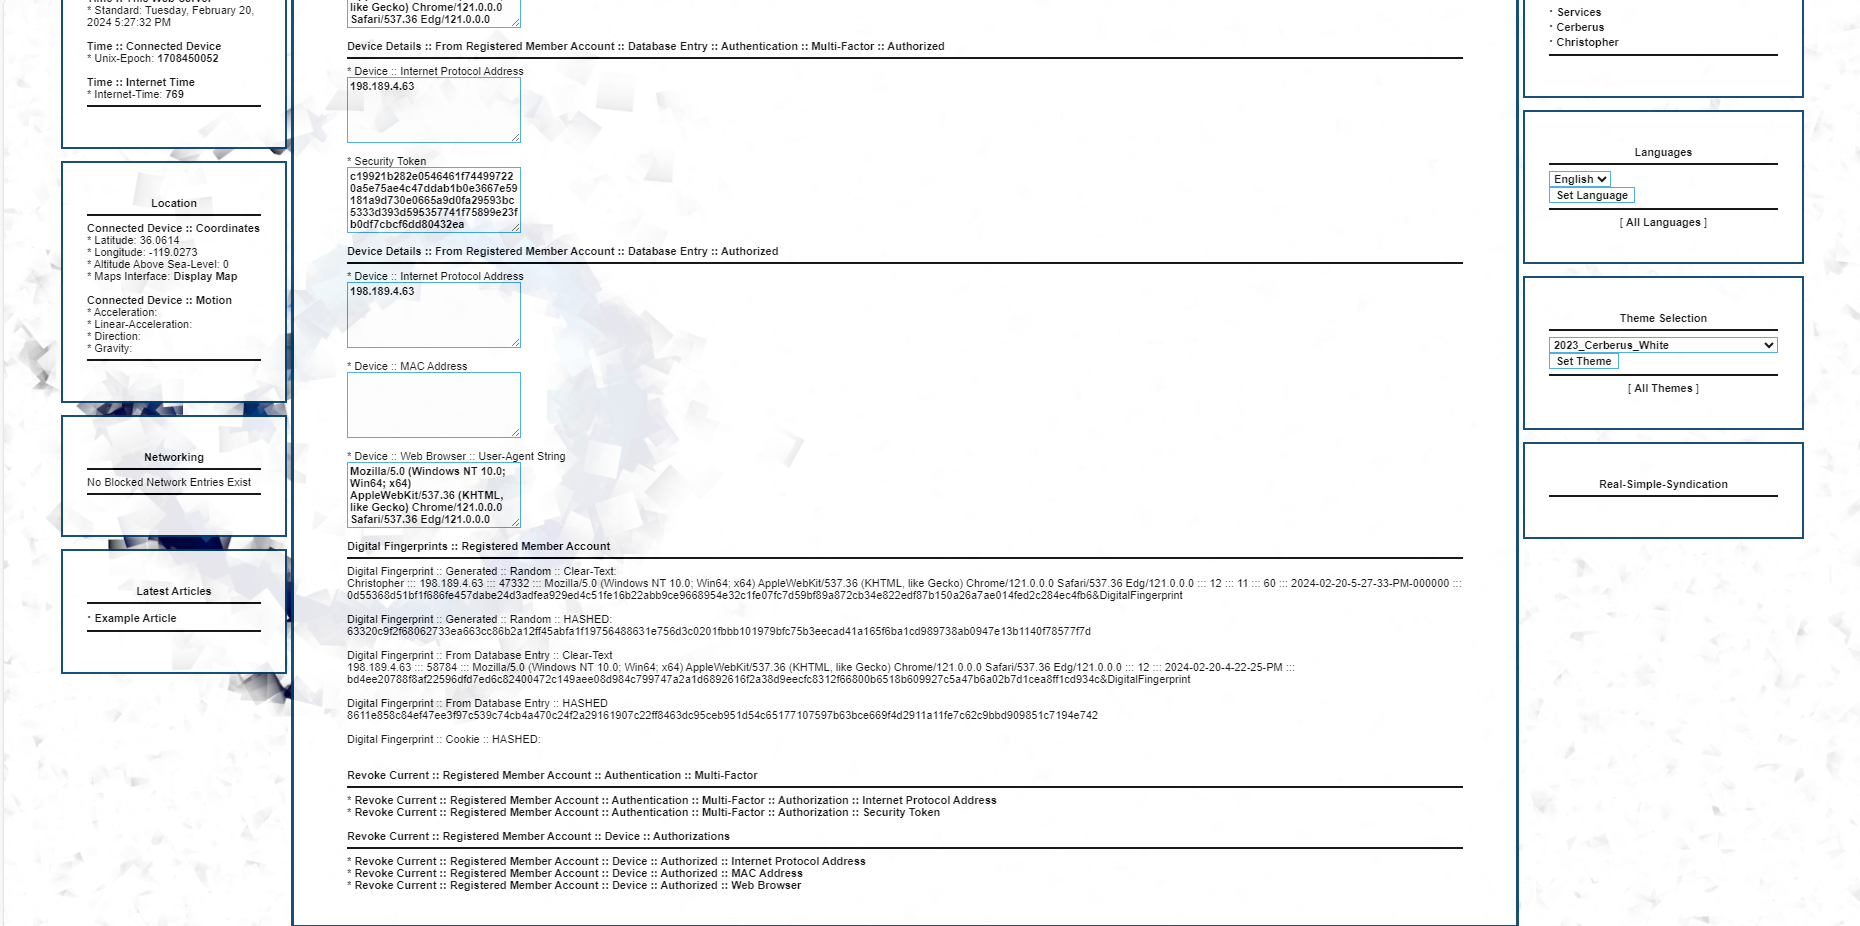 Time :: This Web-Server
* Standard: Tuesday, February 20,
2024 5:27:32 PM
Time :: Connected Device
* Unix-Epoch: 1708450052
Time :: Internet Time
* Internet-Time: 769
Location
Connected Device :: Coordinates
* Latitude: 36.0614
* Longitude: -119.0273
* Altitude Above Sea-Level: 0
* Maps Interface: Display Map
Connected Device :: Motion
* Acceleration:
* Linear-Acceleration:
* Direction:
* Gravity:
Networking
No Blocked Network Entries Exist
Latest Articles
· Example Article
like Gecko) Chrome/121.0.0.0
Safari/537.36 Edg/121.0.0.0
Device Details :: From Registered Member Account :: Database Entry :: Authentication :: Multi-Factor :: Authorized
* Device :: Internet Protocol Address
198.189.4.63
* Security Token
c19921b282e0546461f74499722
0a5e75ae4c47ddab1b0e3667e59
181a9d730e0665a9d0fa29593bc
5333d393d595357741f75899e23f
b0df7cbcf6dd80432ea
Device Details :: From Registered Member Account :: Database Entry :: Authorized
* Device :: Internet Protocol Address
198.189.4.63
* Device :: MAC Address
* Device :: Web Browser :: User-Agent String
Mozilla/5.0 (Windows NT 10.0;
Win64; x64)
AppleWebKit/537.36 (KHTML,
like Gecko) Chrome/121.0.0.0
Safari/537.36 Edg/121.0.0.0
Digital Fingerprints :: Registered Member Account
Digital Fingerprint :: Generated :: Random :: Clear-Text:
Christopher ::: 198.189.4.63 ::: 47332 ::: Mozilla/5.0 (Windows NT 10.0; Win64; x64) AppleWebKit/537.36 (KHTML, like Gecko) Chrome/121.0.0.0 Safari/537.36 Edg/121.0.0.0 ::: 12 ::: 11 ::: 60 ::: 2024-02-20-5-27-33-PM-000000 :::
0d55368d51bf1f686fe457dabe24d3adfea929ed4c51fe16b22abb9ce9668954e32c1fe07fc7d59bf89a872cb34e822edf87b150a26a7ae014fed2c284ec4fb6&DigitalFingerprint
Digital Fingerprint :: Generated :: Random :: HASHED:
63320c9f2f68062733ea663cc86b2a12ff45abfa1f19756488631e756d3c0201fbbb101979bfc75b3eecad41a165f6ba1cd989738ab0947e13b1140f78577f7d
Digital Fingerprint :: From Database Entry :: Clear-Text
198.189.4.63 ::: 58784 ::: Mozilla/5.0 (Windows NT 10.0; Win64; x64) AppleWebKit/537.36 (KHTML, like Gecko) Chrome/121.0.0.0 Safari/537.36 Edg/121.0.0.0 ::: 12 ::: 2024-02-20-4-22-25-PM :::
bd4ee20788f8af22596dfd7ed6c82400472c149aee08d984c799747a2a1d6892616f2a38d9eecfc8312f66800b6518b609927c5a47b6a02b7d1cea8ff1cd934c&DigitalFingerprint
Digital Fingerprint :: From Database Entry :: HASHED
8611e858c84ef47ee3f97c539c74cb4a470c24f2a29161907c22ff8463dc95ceb951d54c65177107597b63bce669f4d2911a11fe7c62c9bbd909851c7194e742
Digital Fingerprint :: Cookie :: HASHED:
Revoke Current :: Registered Member Account :: Authentication :: Multi-Factor
* Revoke Current :: Registered Member Account :: Authentication :: Multi-Factor :: Authorization :: Internet Protocol Address
* Revoke Current :: Registered Member Account :: Authentication :: Multi-Factor :: Authorization :: Security Token
Revoke Current :: Registered Member Account :: Device :: Authorizations
* Revoke Current :: Registered Member Account :: Device :: Authorized :: Internet Protocol Address
* Revoke Current :: Registered Member Account :: Device :: Authorized :: MAC Address
* Revoke Current :: Registered Member Account :: Device :: Authorized :: Web Browser
· Services
· Cerberus
· Christopher
Languages
English
Set Language
[ All Languages ]
Theme Selection
2023_Cerberus_White
Set Theme
[ All Themes ]
Real-Simple-Syndication